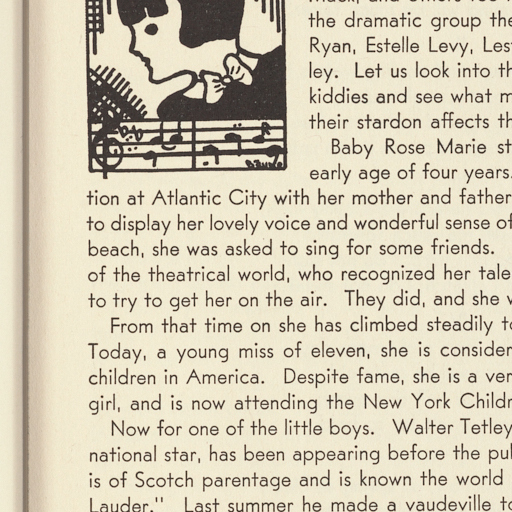 the dramatic group the
Ryan, Estelle Levy, Les
ley. Let us look into th
kiddies and see what m
their stardon affects th
Baby Rose Marie st
early age of four years.
tion at Atlantic City with her mother and father
to display her lovely voice and wonderful sense of
beach, she was asked to sing for some friends.
of the theatrical world, who recognized her tale
to try to get her on the air. They did, and she w
From that time on she has climbed steadily to
Today, a young miss of eleven, she is consider
children in America. Despite fame, she is a ver
girl, and is now attending the New York Childr
Now for one of the little boys. Walter Tetley
national star, has been appearing before the pub
is of Scotch parentage and is known the world
Lauder." Last summer he made a vaudeville to